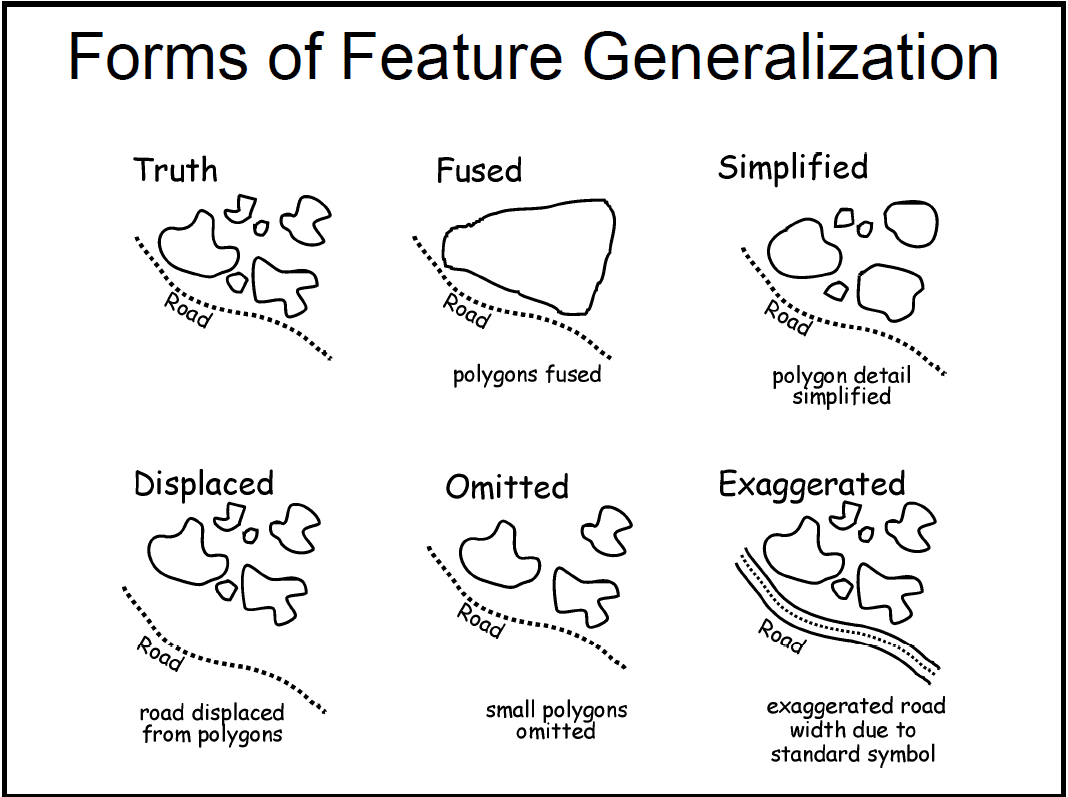 Forms of Feature Generalization
Truth
Road
Fused
Road
polygons fused
Simplified
Road
polygon detail
simplified
Displaced
Road
road displaced
from polygons
Omitted
Road
small polygons
omitted
Exaggerated
Road
exaggerated road
width due to
standard symbol